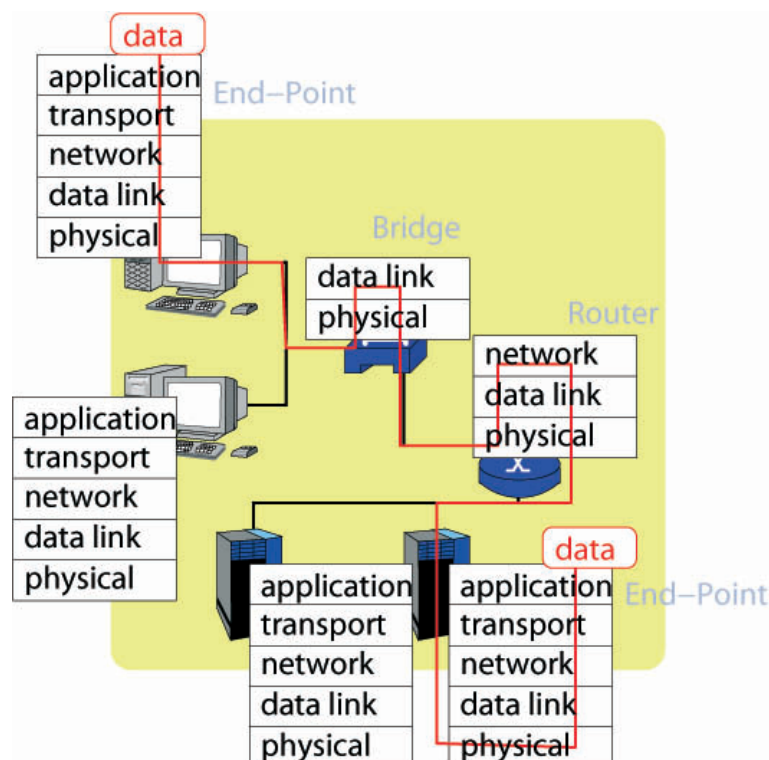 data
application
transport
network
data link
physical
End–Point
Bridge
data link
physical
Router
network
data link
physical
application
transport
network
data link
physical
application
transport
network
data link
physical
data
application
transport
network
data link
physical
End–Point